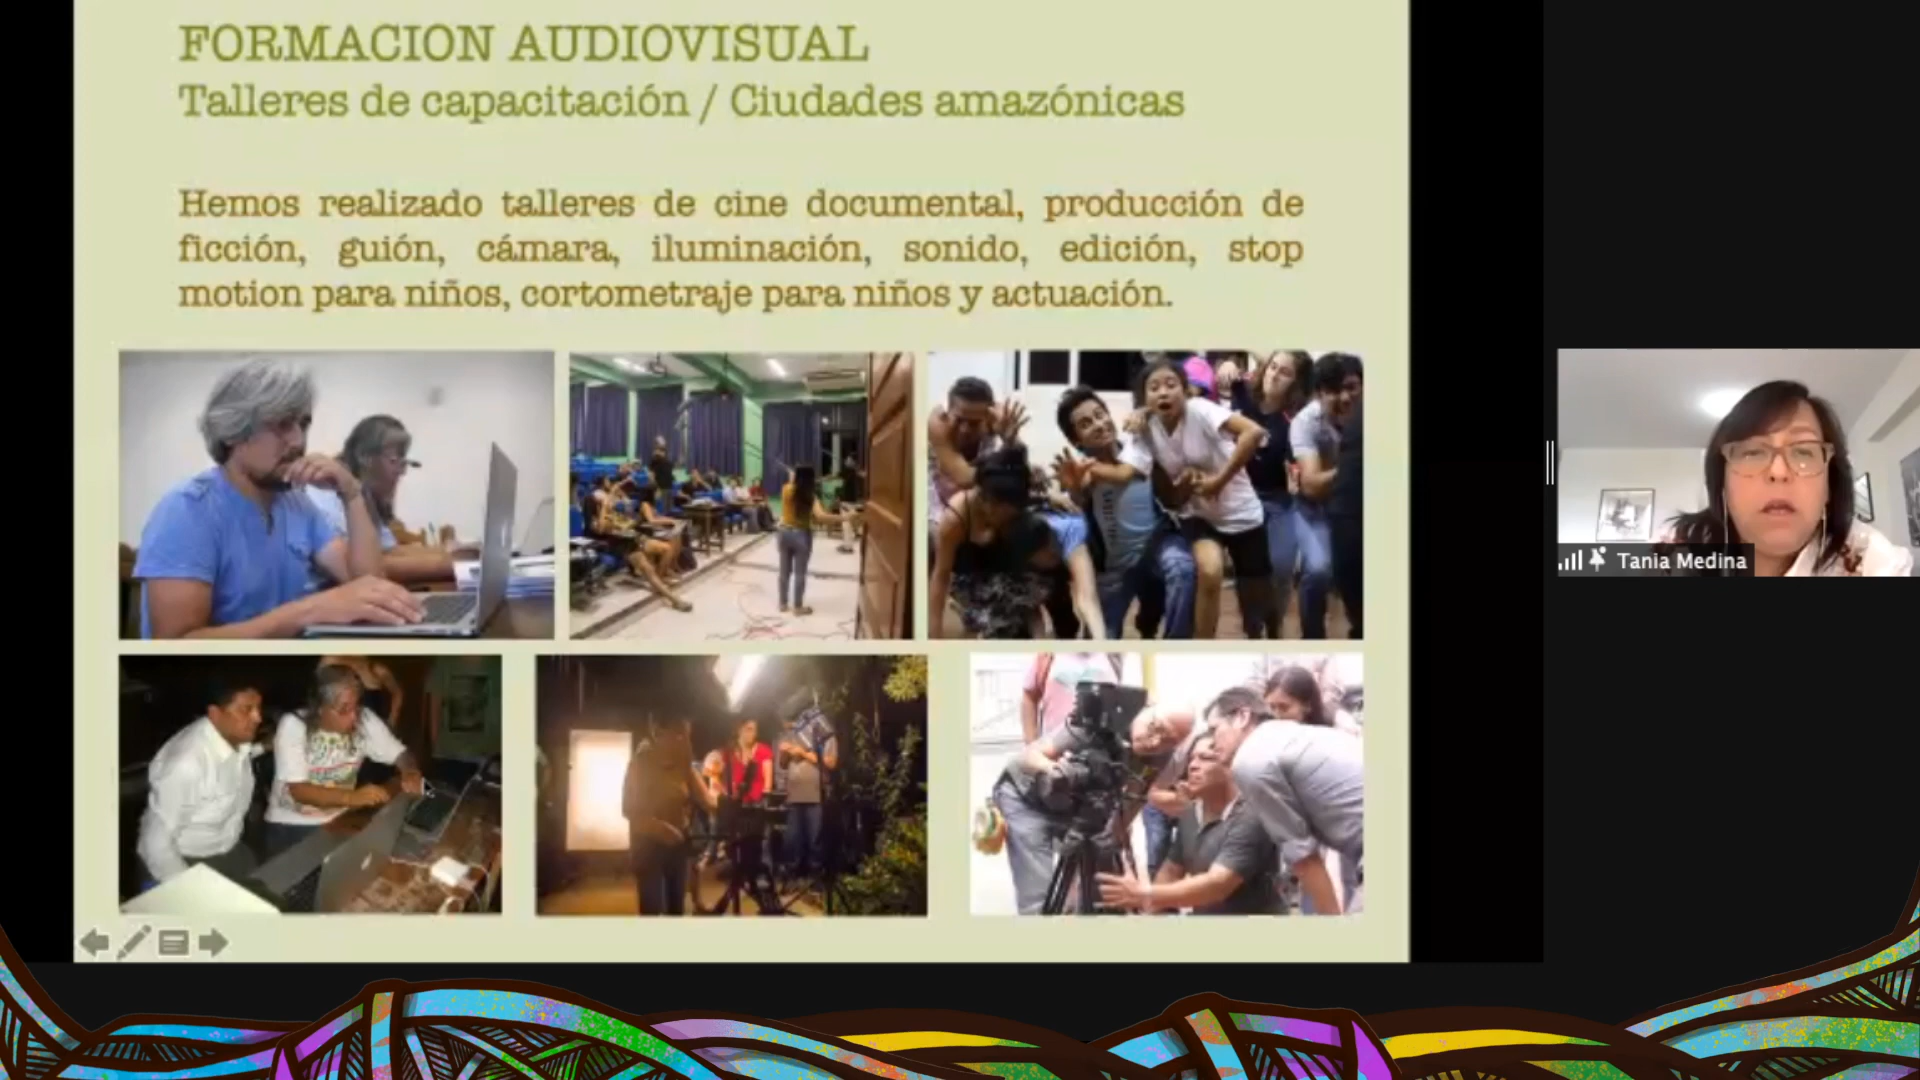 FORMACION AUDIOVISUAL
Talleres de capacitación / Ciudades amazónicas
Hemos realizado talleres de cine documental, producción de
ficción, guión, cámara, iluminación, sonido, edición, stop
motion para niños, cortometraje para niños y actuación.
Tania Medina